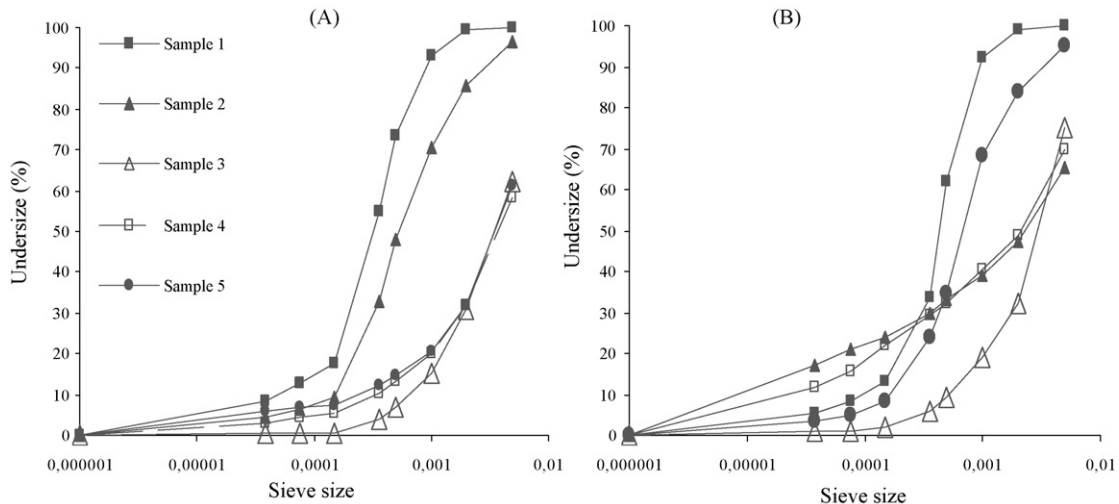 (A)
100
90
80
70
60
50
40
30
20
10
0
Undersize (%)
Sample 1
Sample 2
Sample 3
Sample 4
Sample 5
0,000001 0,00001 0,0001 0,001 0,01
Sieve size
(B)
100
90
80
70
60
50
40
30
20
10
0
Undersize (%)
0,000001 0,00001 0,0001 0,001 0,01
Sieve size